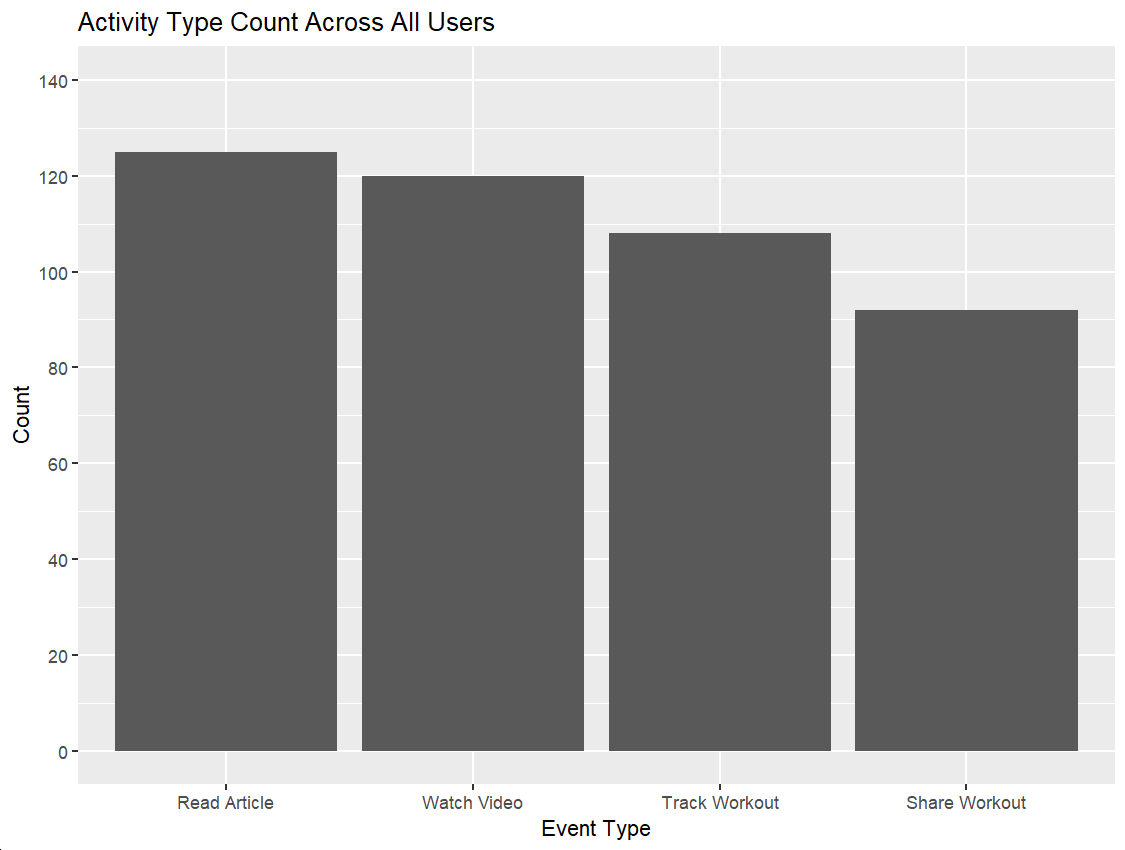 Activity Type Count Across All Users
140
120
100
80
60
40
20
0
Count
Read Article
Watch Video
Track Workout
Share Workout
Event Type